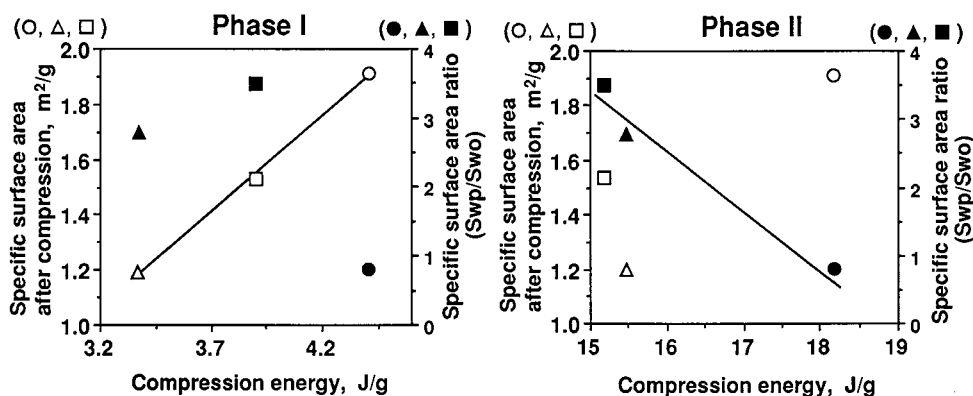 Phase I
(○, △, □)
(●, ▲, ■)
2.0
1.8
1.6
1.4
1.2
1.0
Specific surface area
after compression, m²/g
4
3
2
1
0
Specific surface area ratio
(Swp/Swo)
3.2 3.7 4.2
Compression energy, J/g
Phase II
(○, △, □)
(●, ▲, ■)
2.0
1.8
1.6
1.4
1.2
1.0
Specific surface area
after compression, m²/g
4
3
2
1
0
Specific surface area ratio
(Swp/Swo)
15 16 17 18 19
Compression energy, J/g